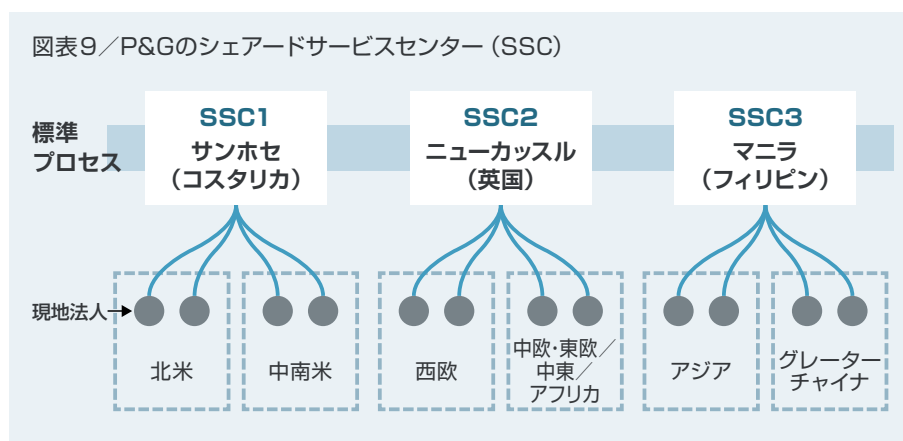 図表9／P&Gのシェアードサービスセンター（SSC）
標準
プロセス
SSC1
サンホセ
（コスタリカ）
SSC2
ニューカッスル
（英国）
SSC3
マニラ
（フィリピン）
現地法人
北米
中南米
西欧
中欧・東欧／
中東／
アフリカ
アジア
グレーター
チャイナ